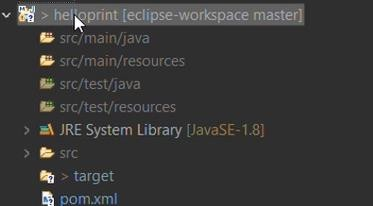 > helloprint [eclipse-workspace master]
src/main/java
src/main/resources
src/test/java
src/test/resources
> JRE System Library [JavaSE-1.8]
> src
> target
pom.xml